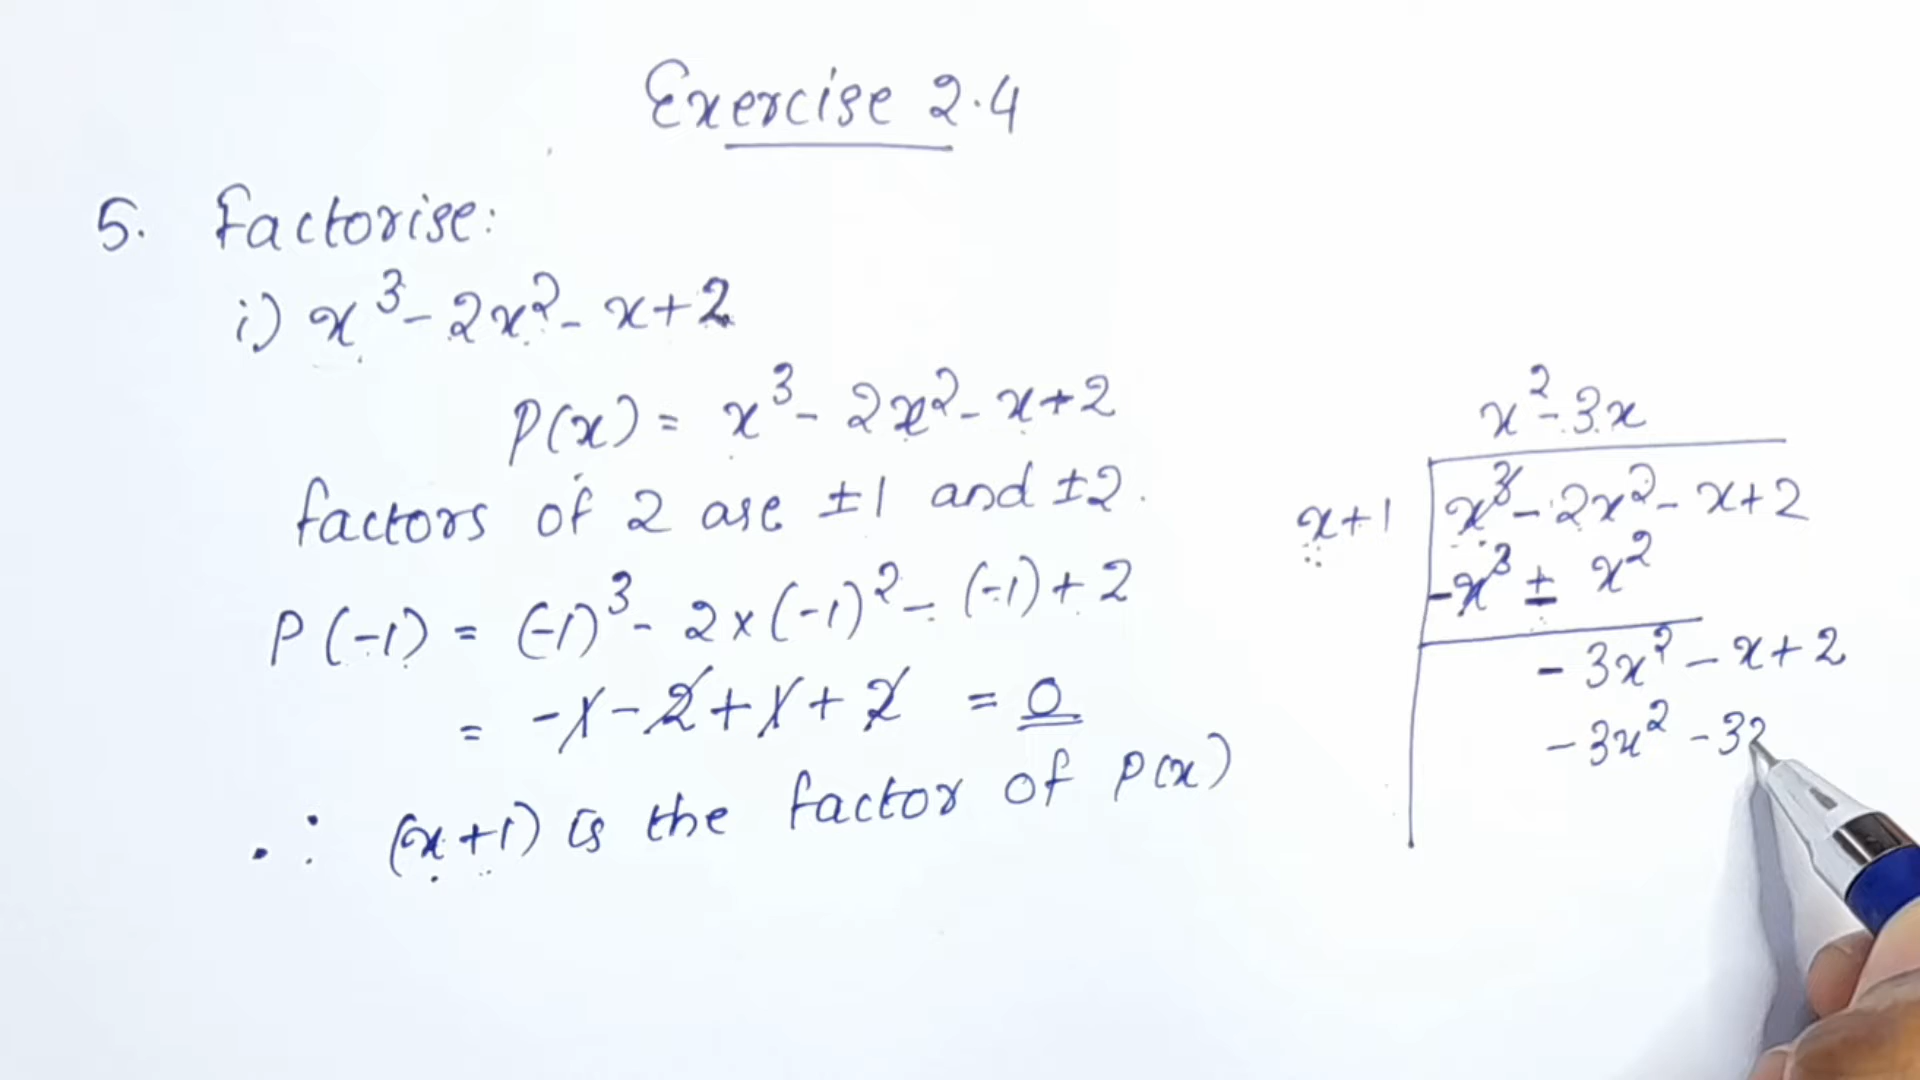 Exercise 2.4
5. Factorise:
i) x³ - 2x² - x + 2
P(x) = x³ - 2x² - x + 2
factors of 2 are ±1 and ±2.
P(-1) = (-1)³ - 2 × (-1)² - (-1) + 2
= -1 - 2 + 1 + 2 = 0
∴ (x+1) is the factor of P(x)
x² - 3x
x+1 x³ - 2x² - x + 2
-x³ ± x²
- 3x² - x + 2
- 3x² - 3